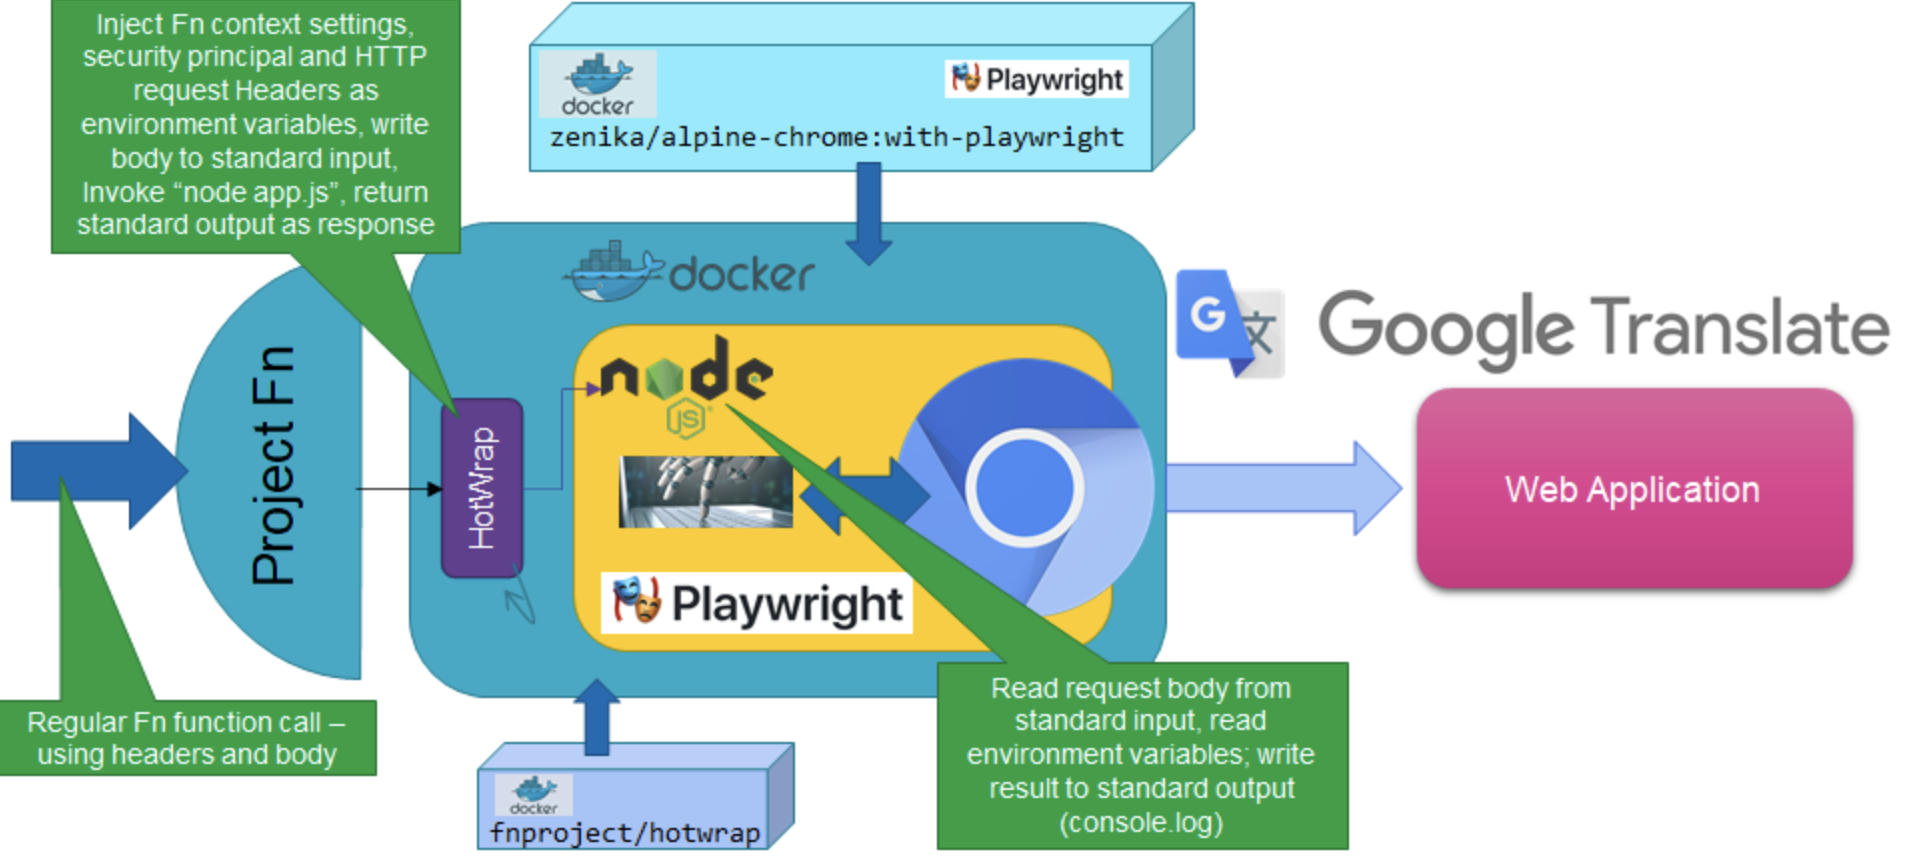 Inject Fn context settings,
security principal and HTTP
request Headers as
environment variables, write
body to standard input,
Invoke “node app.js”, return
standard output as response
docker
Playwright
zenika/alpine-chrome:with-playwright
docker
G 文
Google Translate
Project Fn
HotWrap
node
JS
Web Application
Playwright
Regular Fn function call –
using headers and body
docker
fnproject/hotwrap
Read request body from
standard input, read
environment variables; write
result to standard output
(console.log)